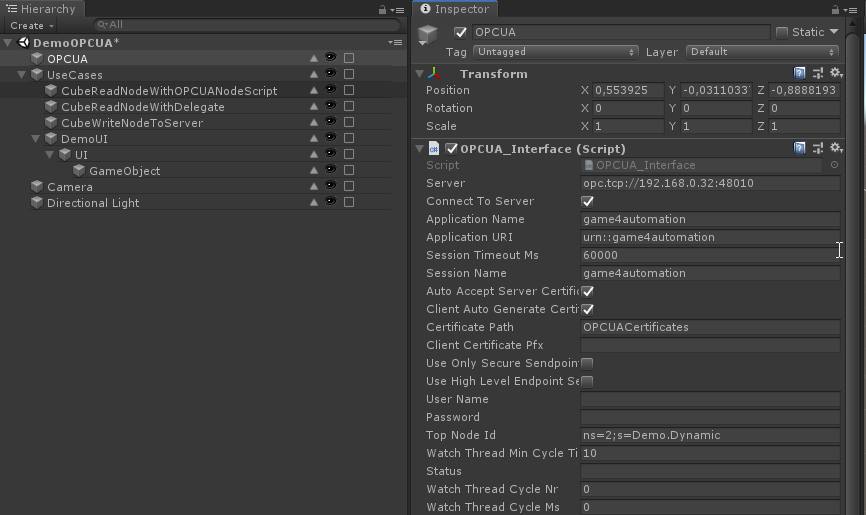 Hierarchy
Create
All
DemoOPCUA*
OPCUA
UseCases
CubeReadNodeWithOPCUANodeScript
CubeReadNodeWithDelegate
CubeWriteNodeToServer
DemoUI
UI
GameObject
Camera
Directional Light
Inspector
OPCUA Static
Tag Untagged Layer Default
Transform
Position X 0,553925 Y -0,0311033 Z -0,8888193
Rotation X 0 Y 0 Z 0
Scale X 1 Y 1 Z 1
OPCUA_Interface (Script)
Script OPCUA_Interface
Server opc.tcp://192.168.0.32:48010
Connect To Server
Application Name game4automation
Application URI urn::game4automation
Session Timeout Ms 60000
Session Name game4automation
Auto Accept Server Certific
Client Auto Generate Certi
Certificate Path OPCUACertificates
Client Certificate Pfx
Use Only Secure Sendpoin
Use High Level Endpoint Se
User Name
Password
Top Node Id ns=2;s=Demo.Dynamic
Watch Thread Min Cycle Ti 10
Status
Watch Thread Cycle Nr 0
Watch Thread Cycle Ms 0